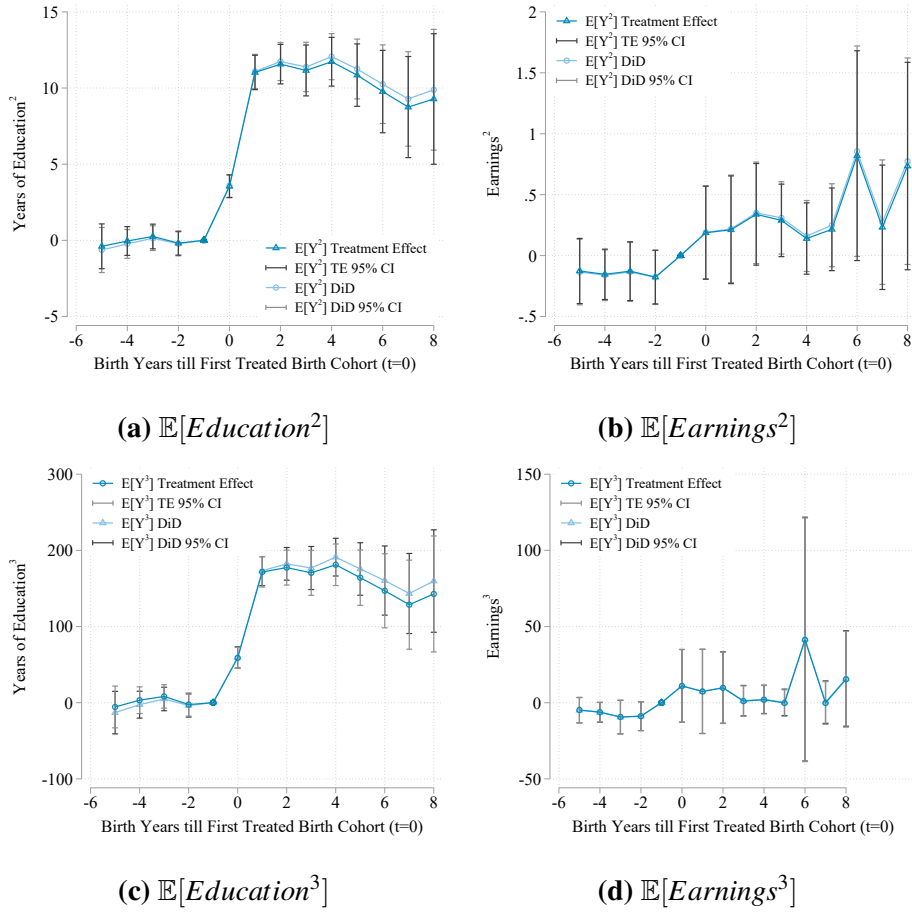 15
10
5
0
-5
Years of Education²
E[Y²] Treatment Effect
E[Y²] TE 95% CI
E[Y²] DiD
E[Y²] DiD 95% CI
-6 -4 -2 0 2 4 6 8
Birth Years till First Treated Birth Cohort (t=0)
(a) 𝔼[Education²]
2
1.5
1
.5
0
-.5
Earnings²
E[Y²] Treatment Effect
E[Y²] TE 95% CI
E[Y²] DiD
E[Y²] DiD 95% CI
-6 -4 -2 0 2 4 6 8
Birth Years till First Treated Birth Cohort (t=0)
(b) 𝔼[Earnings²]
300
200
100
0
-100
Years of Education³
E[Y³] Treatment Effect
E[Y³] TE 95% CI
E[Y³] DiD
E[Y³] DiD 95% CI
-6 -4 -2 0 2 4 6 8
Birth Years till First Treated Birth Cohort (t=0)
(c) 𝔼[Education³]
150
100
50
0
-50
Earnings³
E[Y³] Treatment Effect
E[Y³] TE 95% CI
E[Y³] DiD
E[Y³] DiD 95% CI
-6 -4 -2 0 2 4 6 8
Birth Years till First Treated Birth Cohort (t=0)
(d) 𝔼[Earnings³]